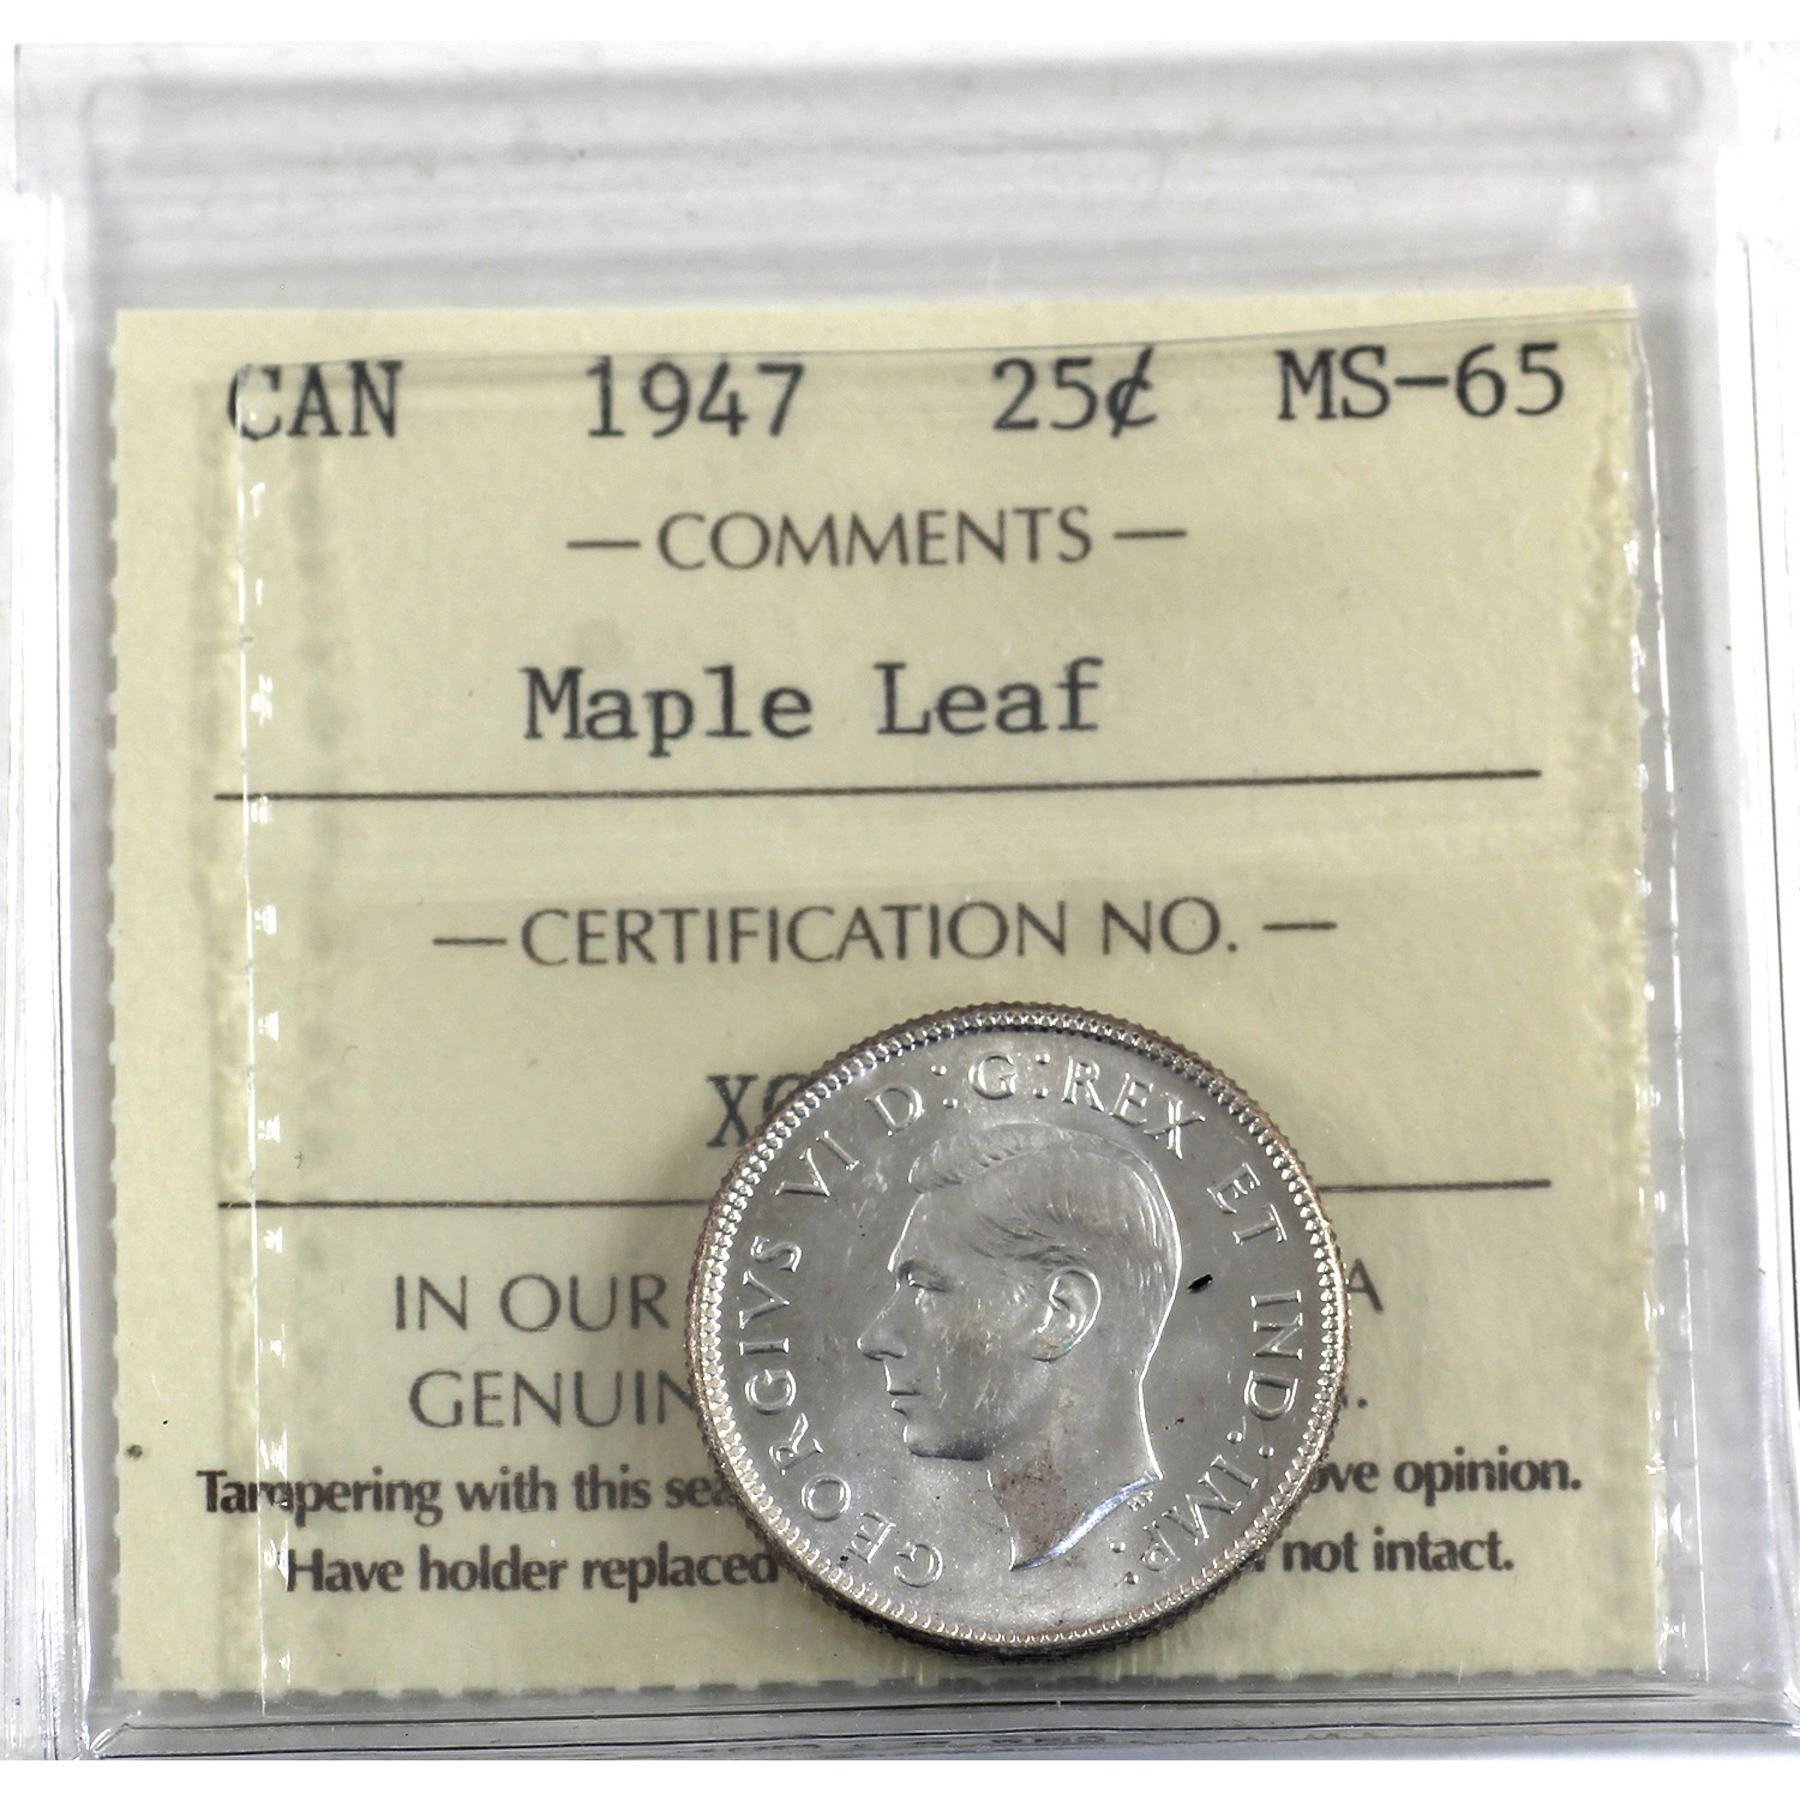 CAN 1947 25¢ MS-65
— COMMENTS —
Maple Leaf
— CERTIFICATION NO. —
IN OUR A
GENUIN
Tampering with this sea ove opinion.
Have holder replaced not intact.
GEORGIVS VI D:G:REX ET IND:IMP:
HP